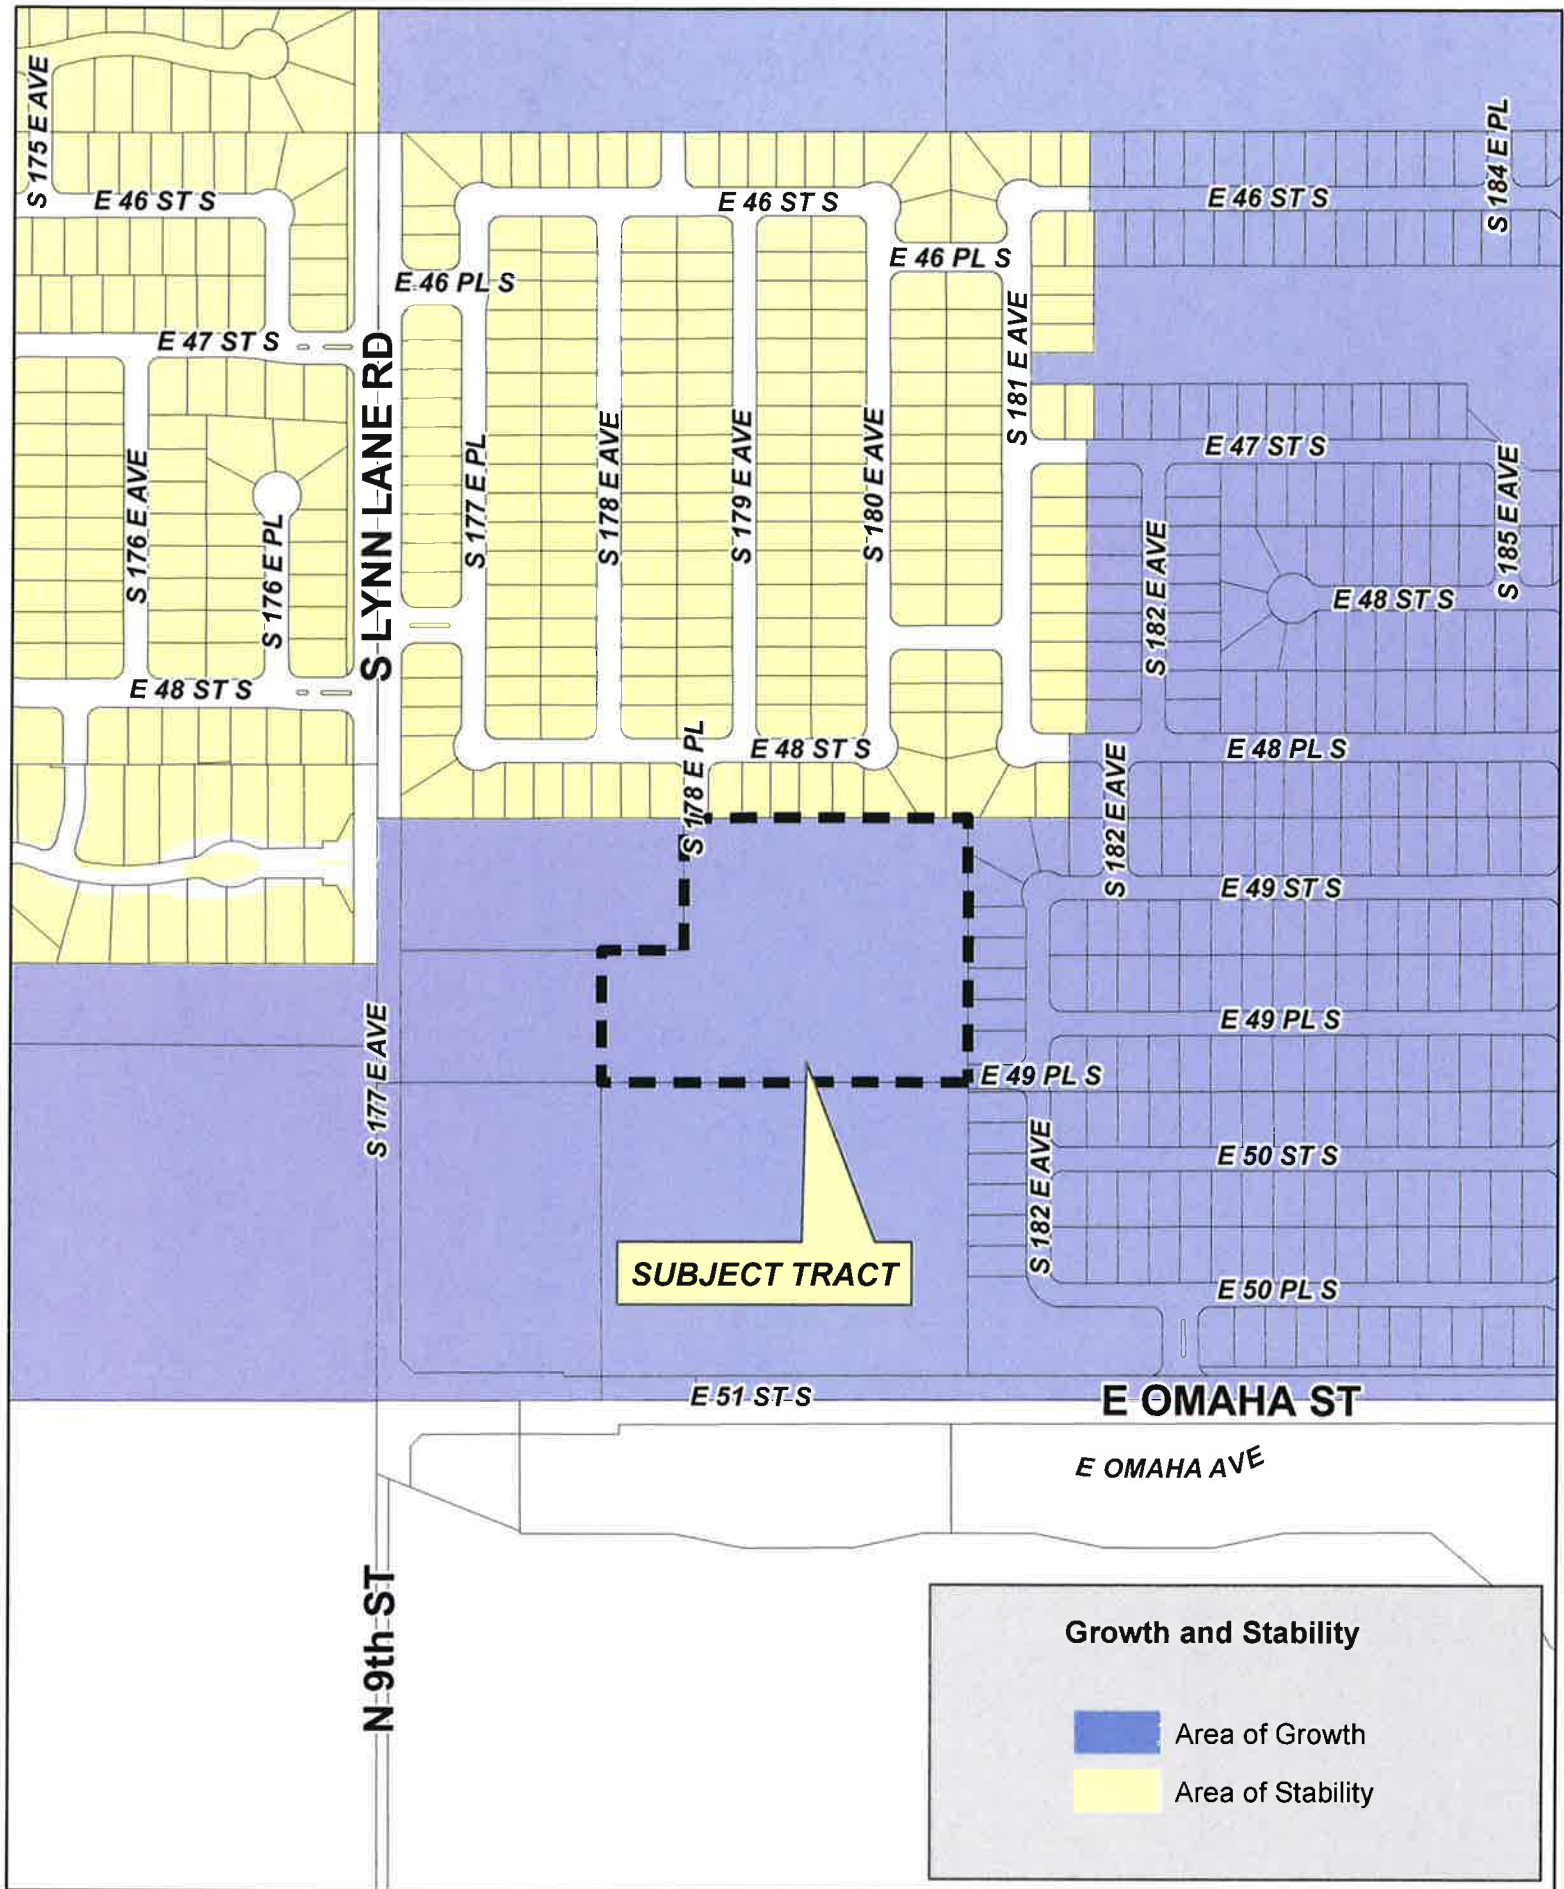 S 175 E AVE
E 46 ST S
E 46 ST S
E 46 ST S
S 184 E PL
E 46 PL S
E 46 PL S
E 47 ST S
S LYNN LANE RD
S 181 E AVE
S 176 E AVE
S 176 E PL
S 177 E PL
S 178 E AVE
S 179 E AVE
S 180 E AVE
E 47 ST S
S 182 E AVE
S 185 E AVE
E 48 ST S
E 48 ST S
E 48 ST S
S 178 E PL
E 48 PL S
S 182 E AVE
E 49 ST S
S 177 E AVE
E 49 PL S
E 49 PL S
S 182 E AVE
E 50 ST S
SUBJECT TRACT
E 50 PL S
E 51 ST S
E OMAHA ST
E OMAHA AVE
N 9th ST
Growth and Stability
Area of Growth
Area of Stability